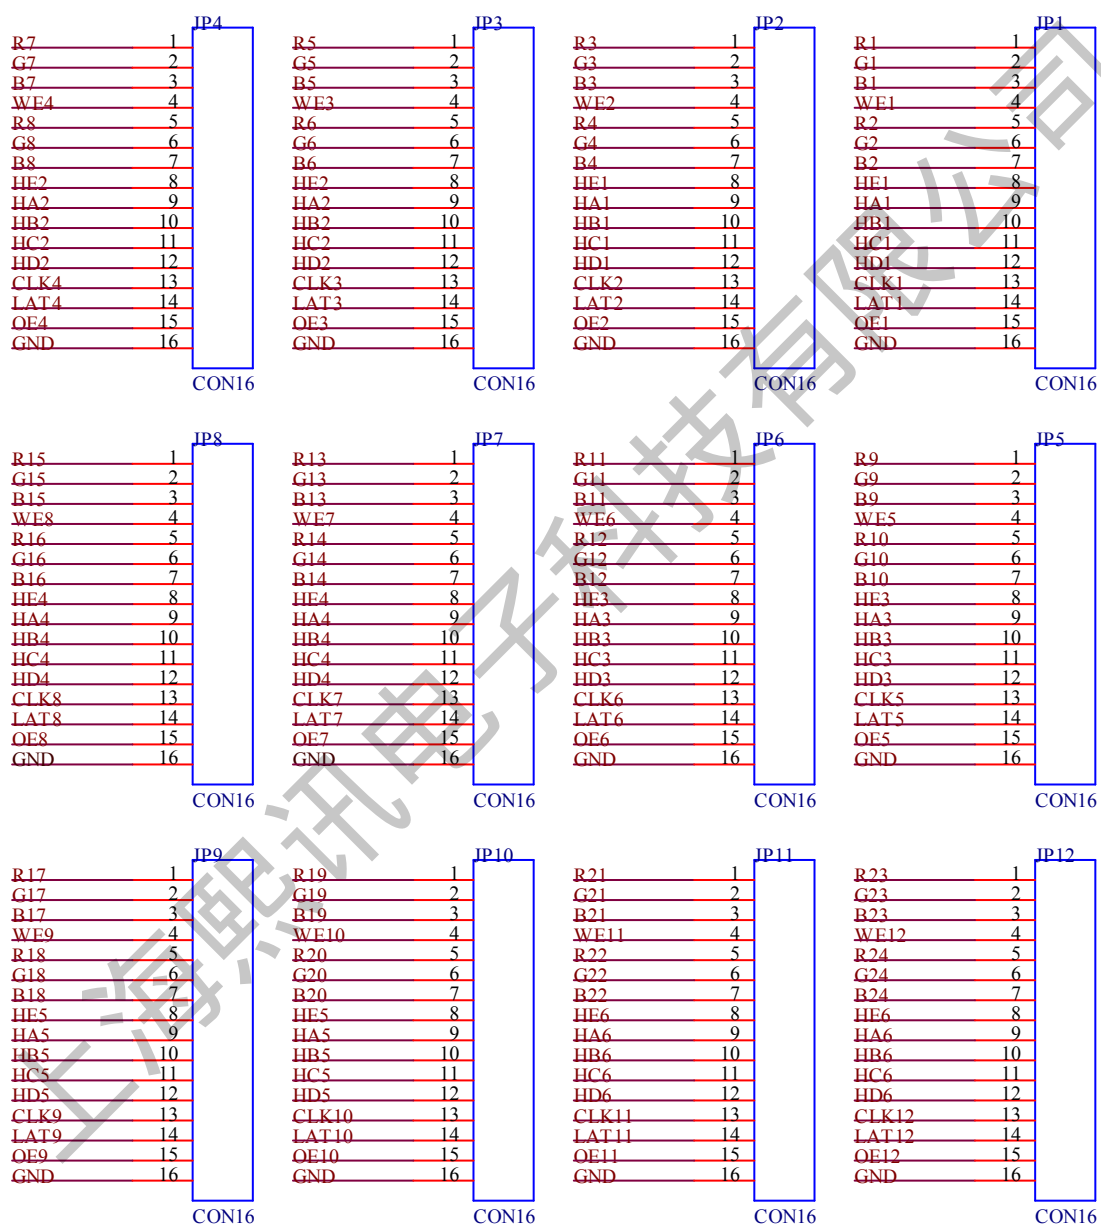 JP4
R7 1
G7 2
B7 3
WE4 4
R8 5
G8 6
B8 7
HE2 8
HA2 9
HB2 10
HC2 11
HD2 12
CLK4 13
LAT4 14
OE4 15
GND 16
CON16
JP3
R5 1
G5 2
B5 3
WE3 4
R6 5
G6 6
B6 7
HE2 8
HA2 9
HB2 10
HC2 11
HD2 12
CLK3 13
LAT3 14
OE3 15
GND 16
CON16
JP2
R3 1
G3 2
B3 3
WE2 4
R4 5
G4 6
B4 7
HE1 8
HA1 9
HB1 10
HC1 11
HD1 12
CLK2 13
LAT2 14
OE2 15
GND 16
CON16
JP1
R1 1
G1 2
B1 3
WE1 4
R2 5
G2 6
B2 7
HE1 8
HA1 9
HB1 10
HC1 11
HD1 12
CLK1 13
LAT1 14
OE1 15
GND 16
CON16
JP8
R15 1
G15 2
B15 3
WE8 4
R16 5
G16 6
B16 7
HE4 8
HA4 9
HB4 10
HC4 11
HD4 12
CLK8 13
LAT8 14
OE8 15
GND 16
CON16
JP7
R13 1
G13 2
B13 3
WE7 4
R14 5
G14 6
B14 7
HE4 8
HA4 9
HB4 10
HC4 11
HD4 12
CLK7 13
LAT7 14
OE7 15
GND 16
CON16
JP6
R11 1
G11 2
B11 3
WE6 4
R12 5
G12 6
B12 7
HE3 8
HA3 9
HB3 10
HC3 11
HD3 12
CLK6 13
LAT6 14
OE6 15
GND 16
CON16
JP5
R9 1
G9 2
B9 3
WE5 4
R10 5
G10 6
B10 7
HE3 8
HA3 9
HB3 10
HC3 11
HD3 12
CLK5 13
LAT5 14
OE5 15
GND 16
CON16
JP9
R17 1
G17 2
B17 3
WE9 4
R18 5
G18 6
B18 7
HE5 8
HA5 9
HB5 10
HC5 11
HD5 12
CLK9 13
LAT9 14
OE9 15
GND 16
CON16
JP10
R19 1
G19 2
B19 3
WE10 4
R20 5
G20 6
B20 7
HE5 8
HA5 9
HB5 10
HC5 11
HD5 12
CLK10 13
LAT10 14
OE10 15
GND 16
CON16
JP11
R21 1
G21 2
B21 3
WE11 4
R22 5
G22 6
B22 7
HE6 8
HA6 9
HB6 10
HC6 11
HD6 12
CLK11 13
LAT11 14
OE11 15
GND 16
CON16
JP12
R23 1
G23 2
B23 3
WE12 4
R24 5
G24 6
B24 7
HE6 8
HA6 9
HB6 10
HC6 11
HD6 12
CLK12 13
LAT12 14
OE12 15
GND 16
CON16
上海熙讯电子科技有限公司